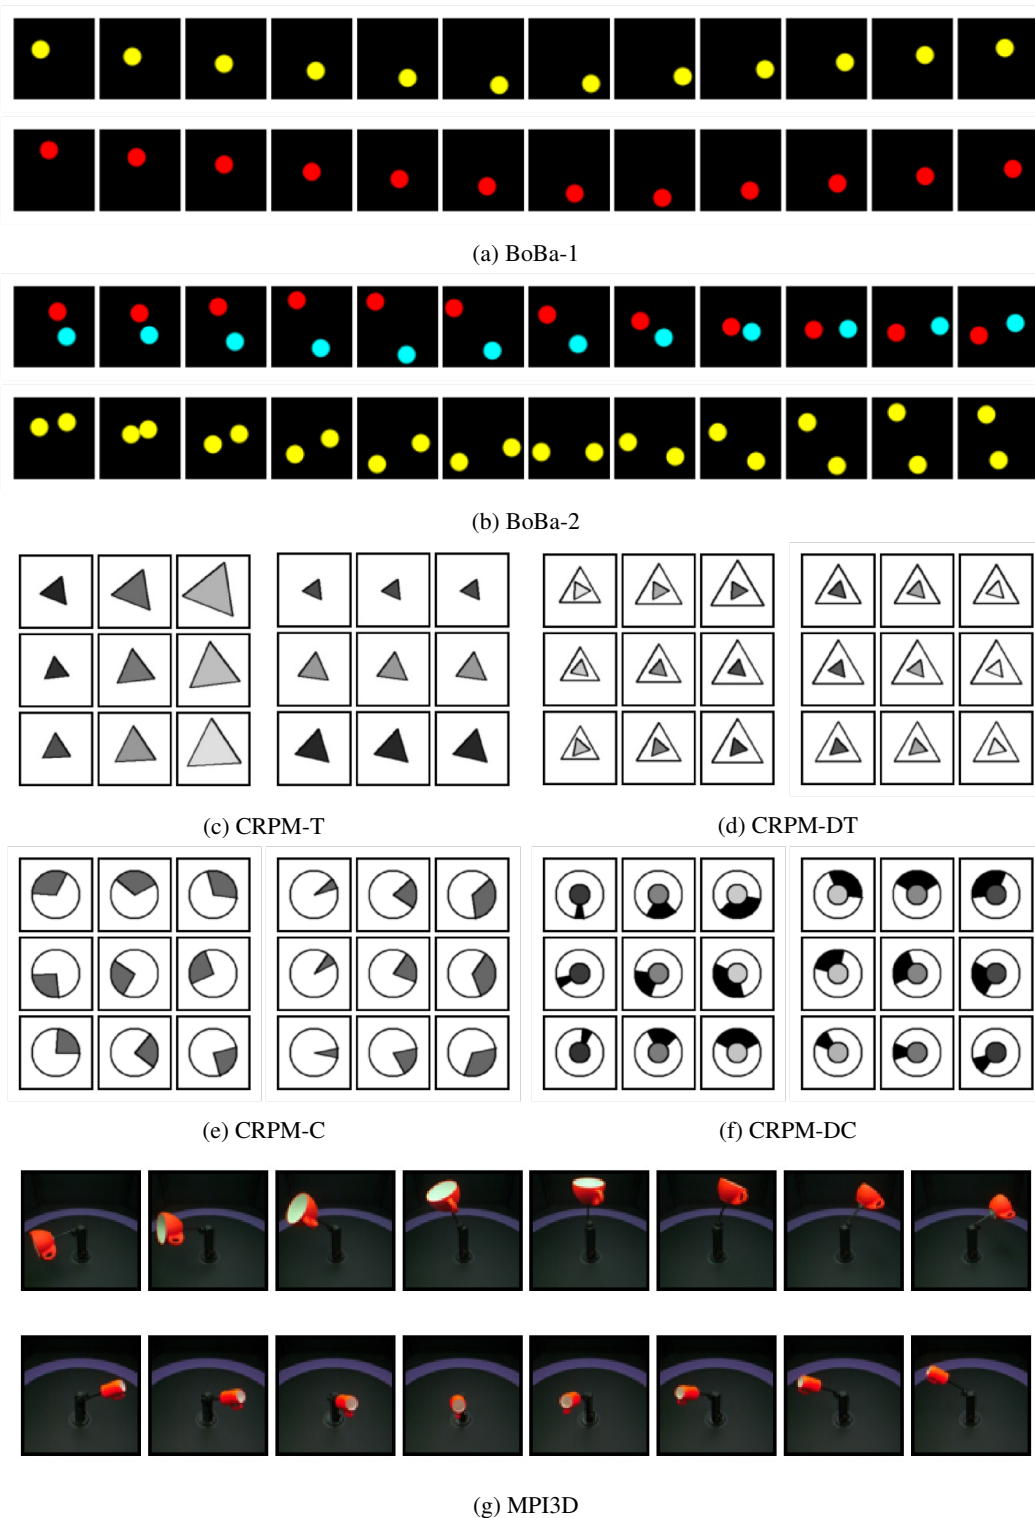 (a) BoBa-1
(b) BoBa-2
(c) CRPM-T
(d) CRPM-DT
(e) CRPM-C
(f) CRPM-DC
(g) MPI3D